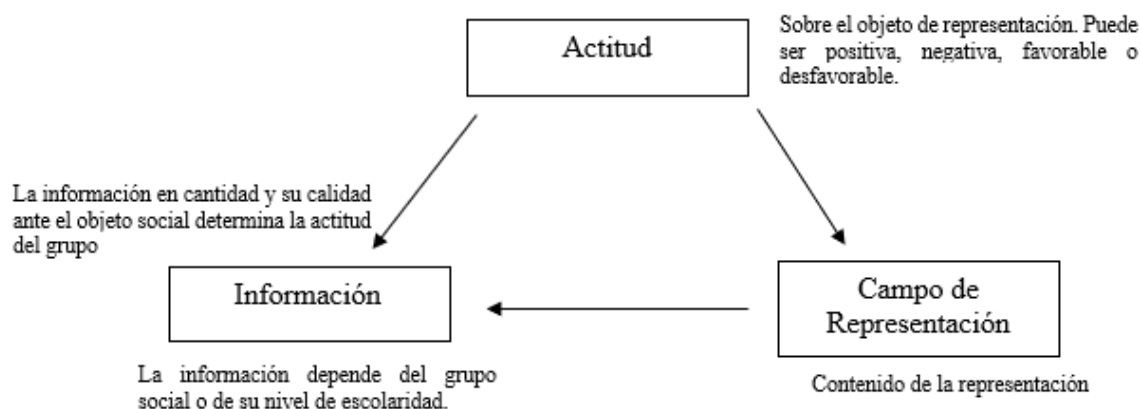 Actitud
Sobre el objeto de representación. Puede
ser positiva, negativa, favorable o
desfavorable.
La información en cantidad y su calidad
ante el objeto social determina la actitud
del grupo
Información
Campo de
Representación
La información depende del grupo
social o de su nivel de escolaridad.
Contenido de la representación